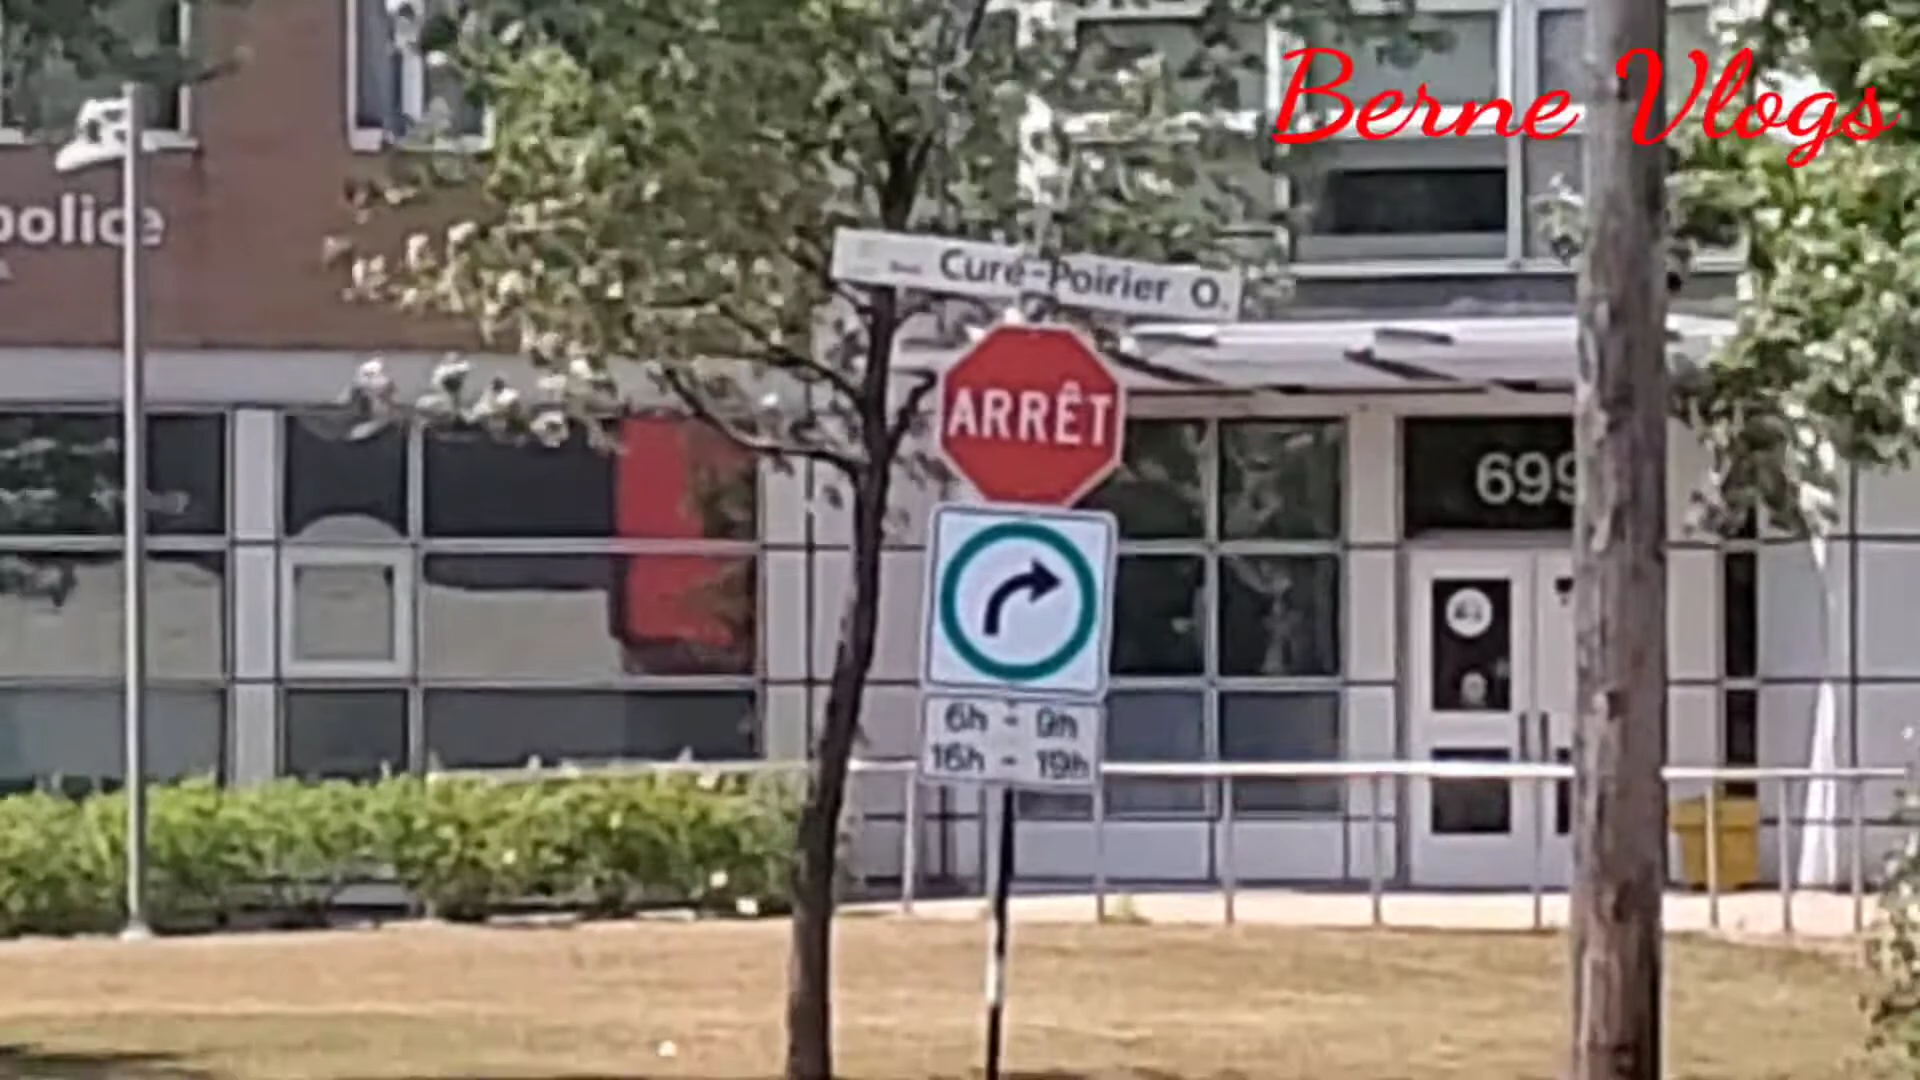 Berne Vlogs
police
Curé-Poirier O.
ARRÊT
699
6h - 9h
16h - 19h